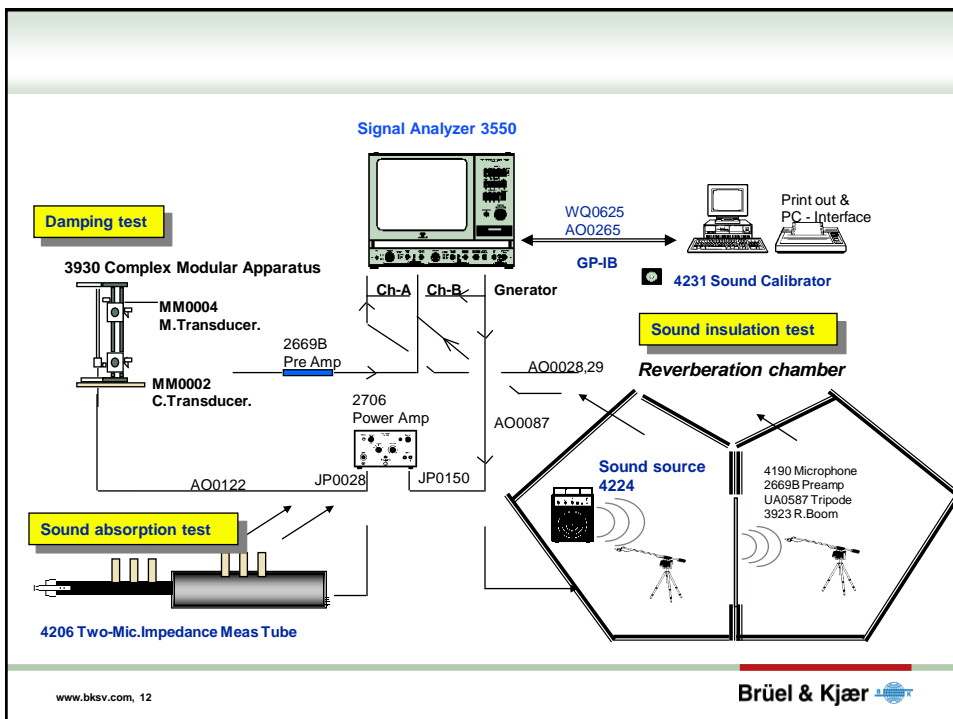 Signal Analyzer 3550
Damping test
WQ0625
AO0265
GP-IB
Print out &
PC - Interface
4231 Sound Calibrator
3930 Complex Modular Apparatus
MM0004
M.Transducer.
MM0002
C.Transducer.
Ch-A
Ch-B
Gnerator
2669B
Pre Amp
Sound insulation test
Reverberation chamber
AO0028,29
2706
Power Amp
AO0087
AO0122
JP0028
JP0150
Sound source
4224
4190 Microphone
2669B Preamp
UA0587 Tripode
3923 R.Boom
Sound absorption test
4206 Two-Mic.Impedance Meas Tube
www.bksv.com, 12
Brüel & Kjær